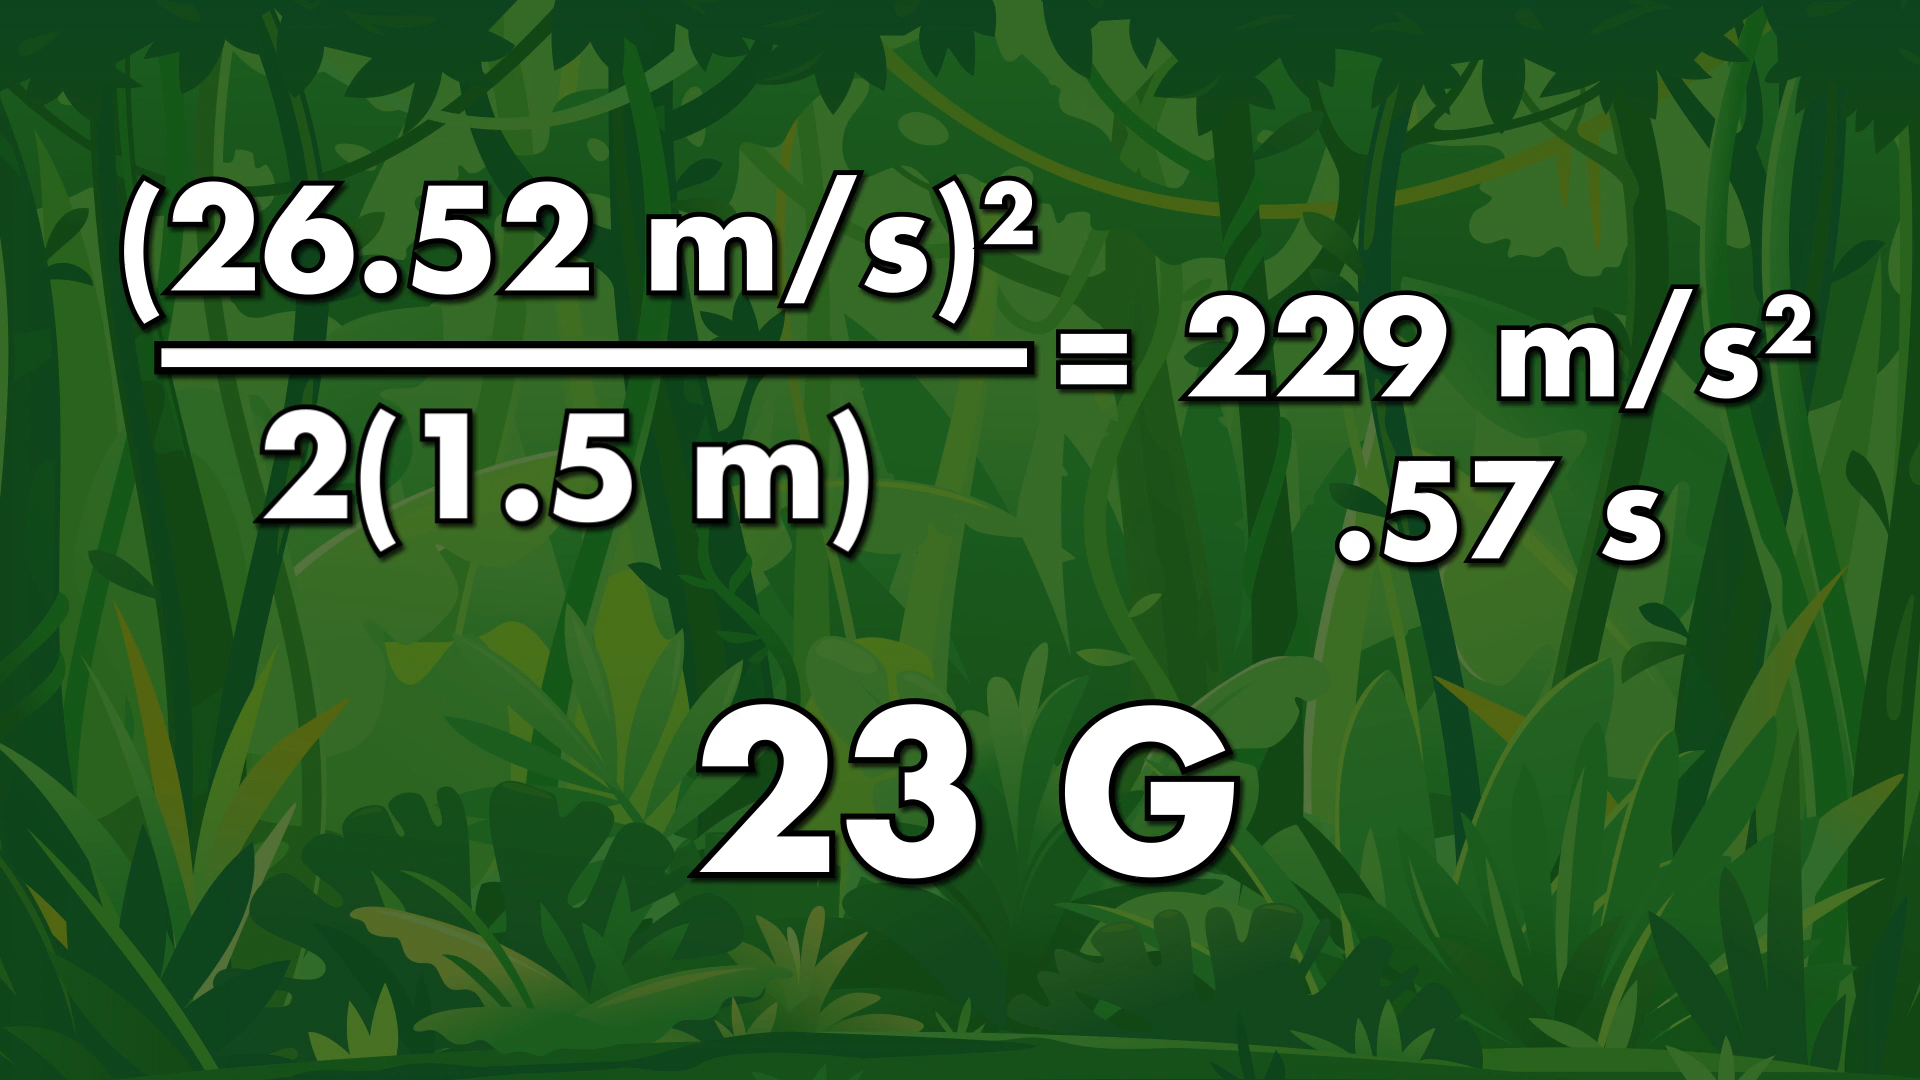 (26.52 m/s)²
= 229 m/s²
2(1.5 m)
.57 s
23 G